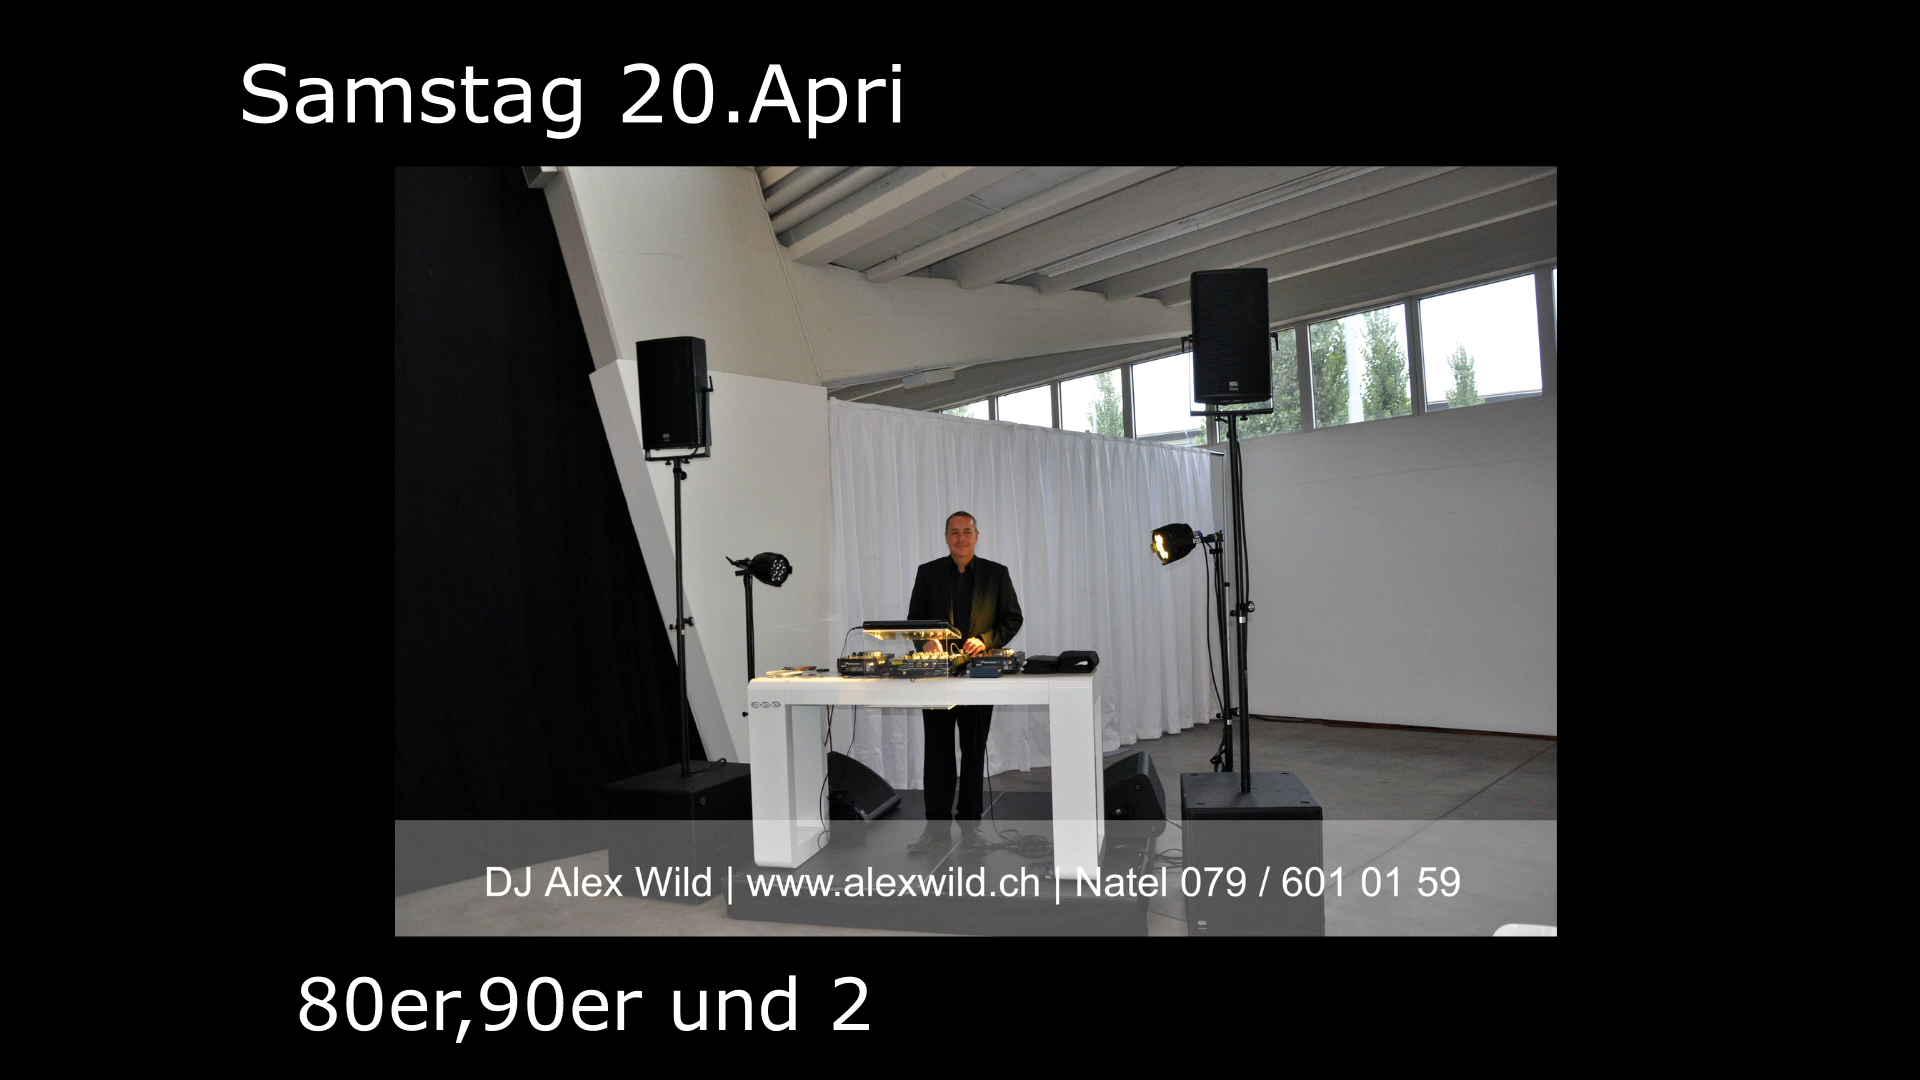 Samstag 20.Apri
DJ Alex Wild | www.alexwild.ch | Natel 079 / 601 01 59
80er,90er und 2